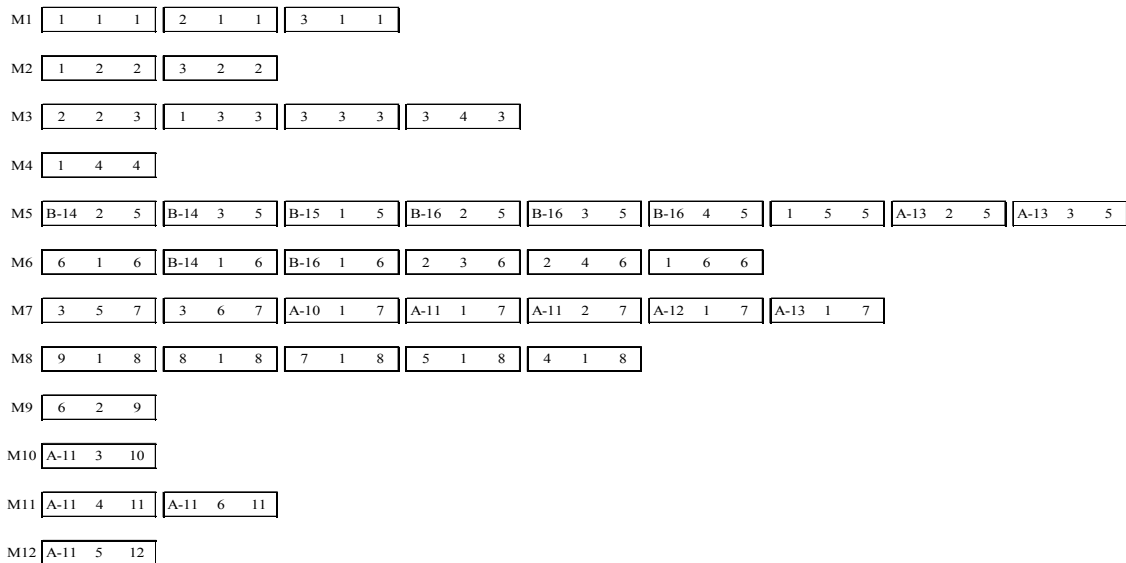 M1 1 1 1 2 1 1 3 1 1
M2 1 2 2 3 2 2
M3 2 2 3 1 3 3 3 3 3 3 4 3
M4 1 4 4
M5 B-14 2 5 B-14 3 5 B-15 1 5 B-16 2 5 B-16 3 5 B-16 4 5 1 5 5 A-13 2 5 A-13 3 5
M6 6 1 6 B-14 1 6 B-16 1 6 2 3 6 2 4 6 1 6 6
M7 3 5 7 3 6 7 A-10 1 7 A-11 1 7 A-11 2 7 A-12 1 7 A-13 1 7
M8 9 1 8 8 1 8 7 1 8 5 1 8 4 1 8
M9 6 2 9
M10 A-11 3 10
M11 A-11 4 11 A-11 6 11
M12 A-11 5 12